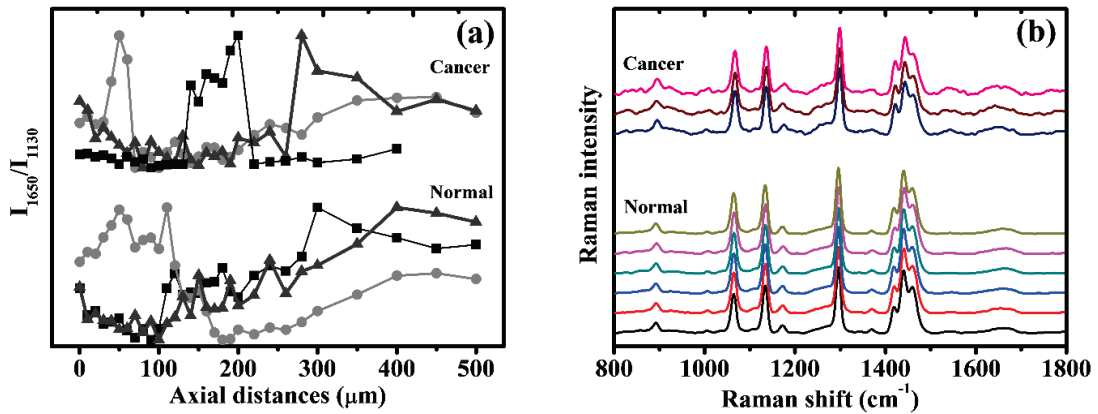 (a)
Cancer
Normal
I1650/I1130
0 100 200 300 400 500
Axial distances (μm)
(b)
Cancer
Normal
Raman intensity
800 1000 1200 1400 1600 1800
Raman shift (cm-1)